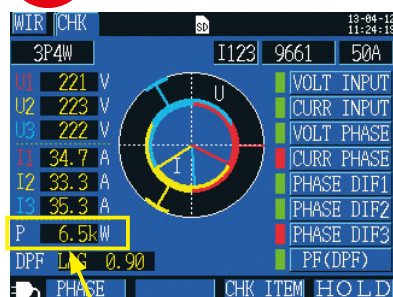 WIR CHK SD 13-04-12
11:24:19
3P4W I123 9661 50A
U1 221 V
U2 223 V
U3 222 V
I1 34.7 A
I2 33.3 A
I3 35.3 A
P 6.5k W
DPF LAG 0.90
U
I
VOLT INPUT
CURR INPUT
VOLT PHASE
CURR PHASE
PHASE DIF1
PHASE DIF2
PHASE DIF3
PF(DPF)
PHASE CHK ITEM HOLD